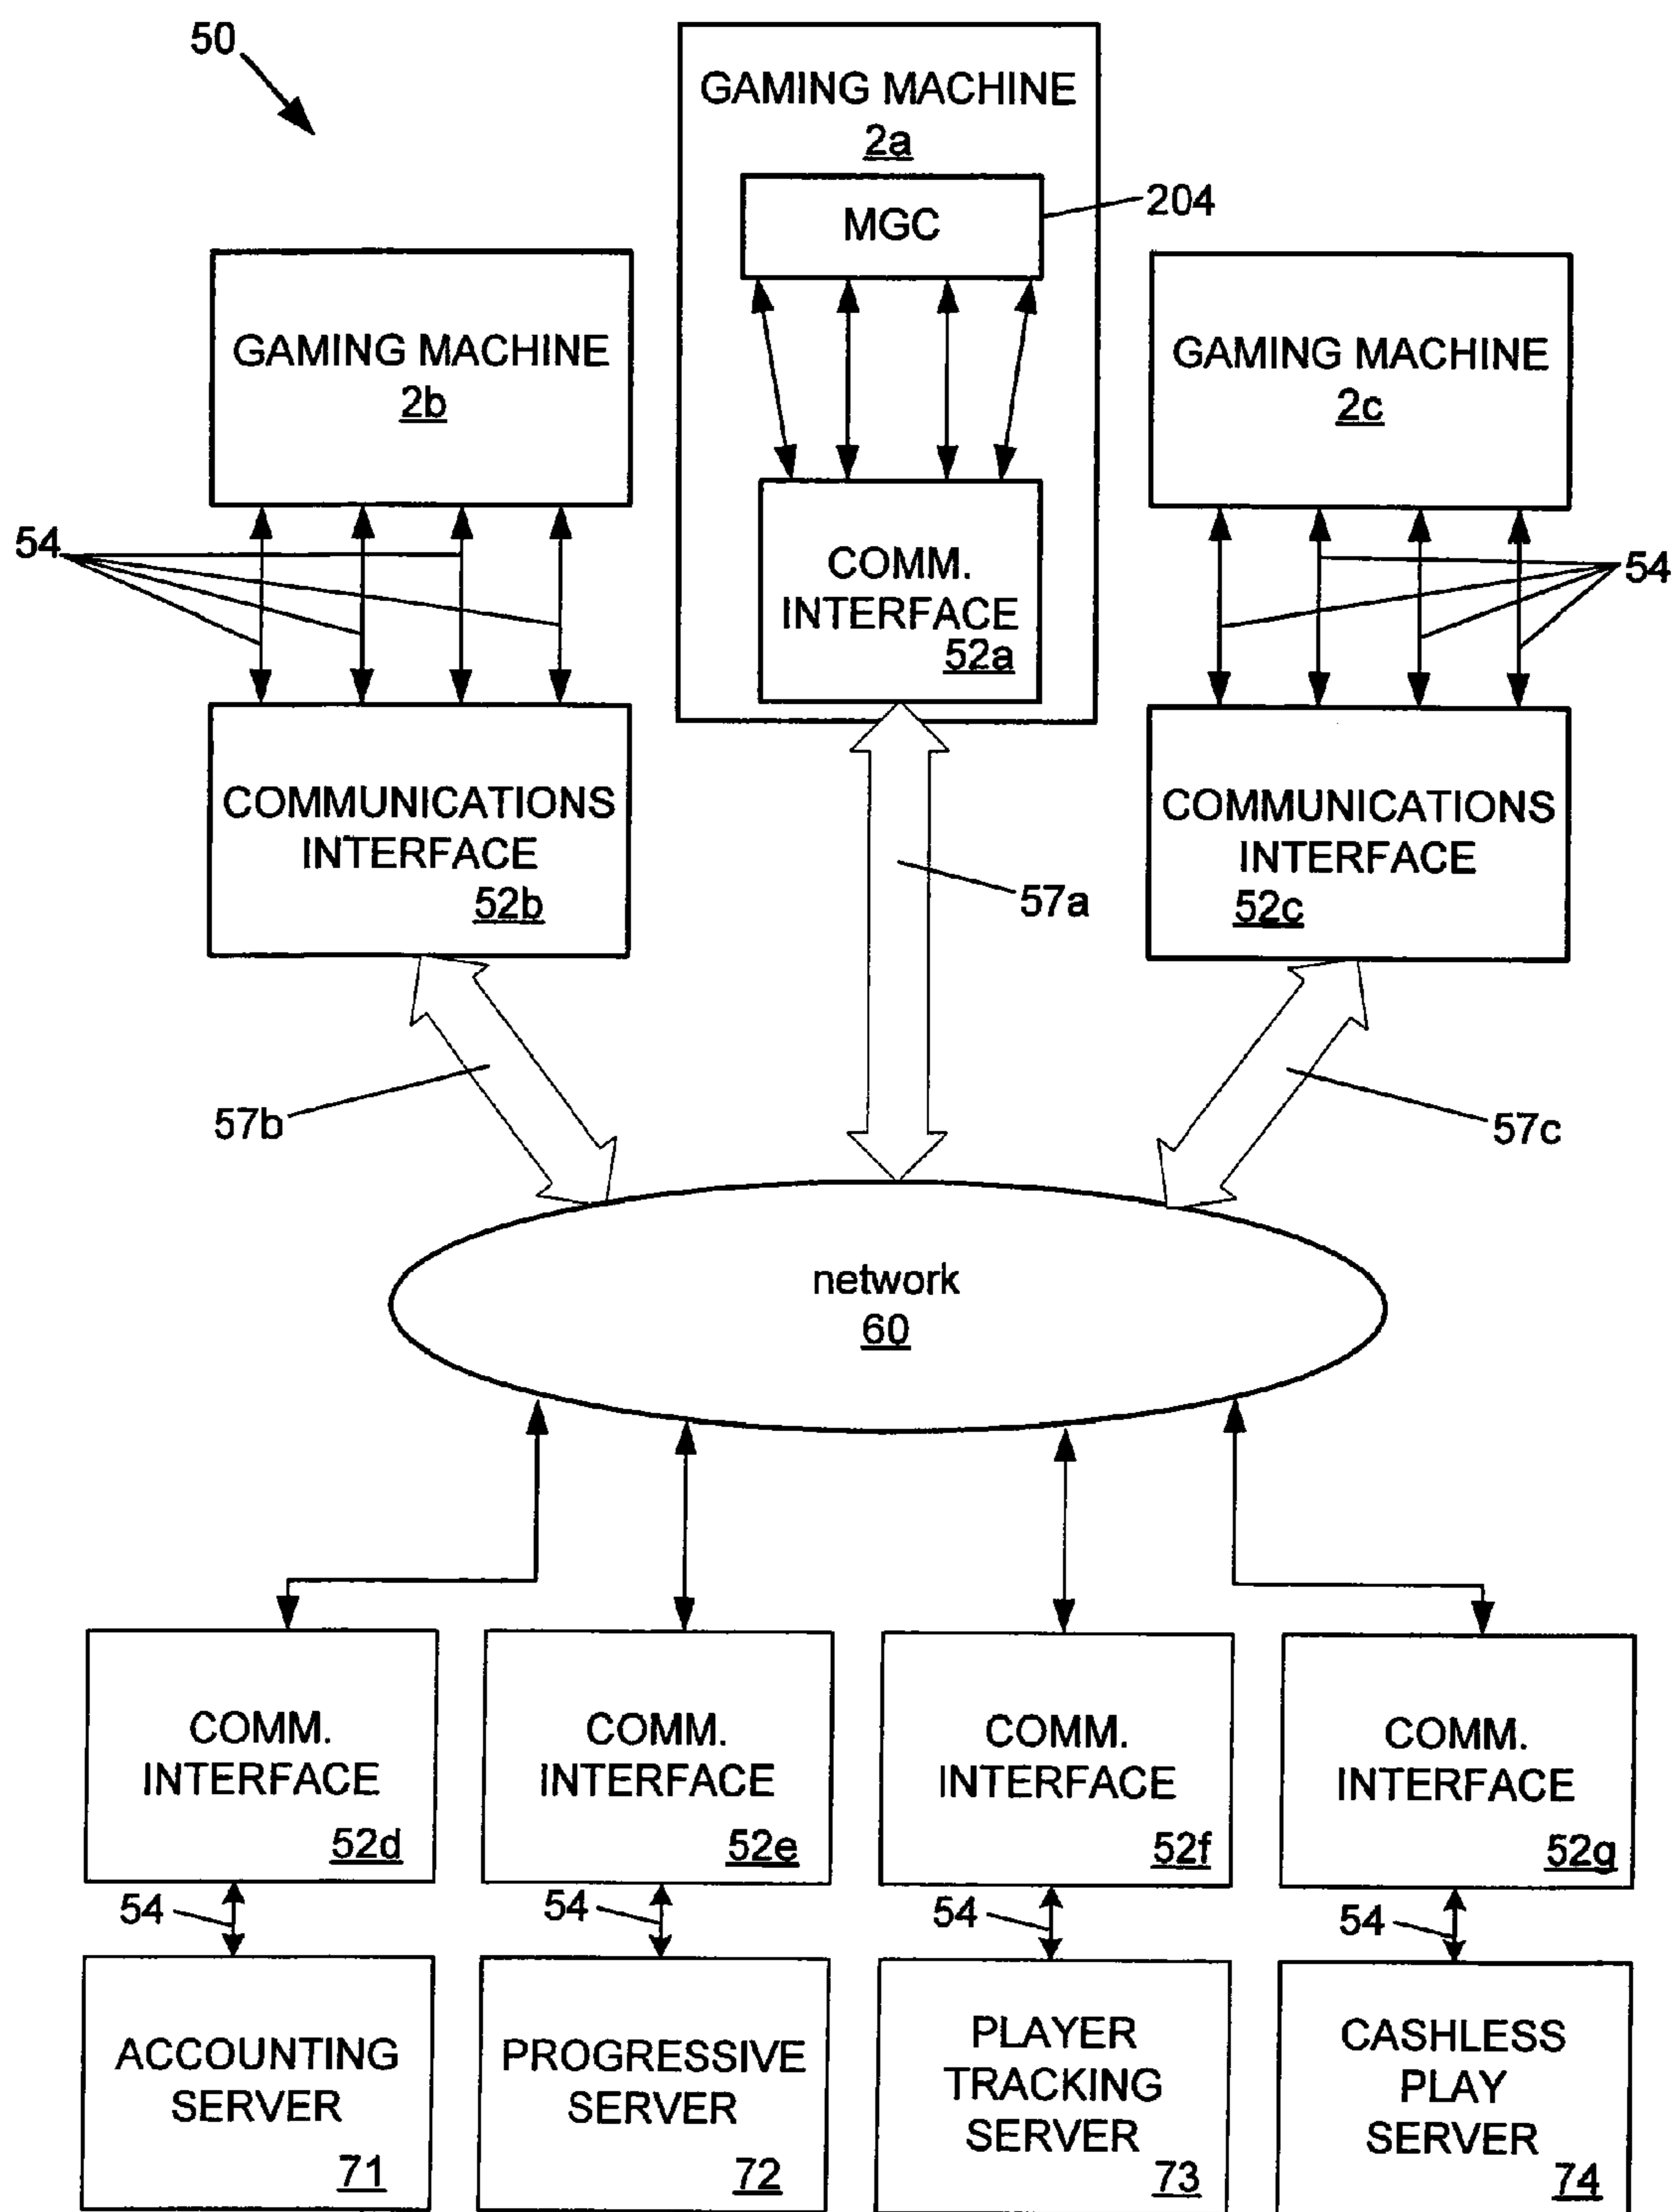 50
GAMING MACHINE
2a
MGC
204
GAMING MACHINE
2b
GAMING MACHINE
2c
54
COMM.
INTERFACE
52a
54
COMMUNICATIONS
INTERFACE
52b
57a
COMMUNICATIONS
INTERFACE
52c
57b
57c
network
60
COMM.
INTERFACE
52d
COMM.
INTERFACE
52e
COMM.
INTERFACE
52f
COMM.
INTERFACE
52g
54
54
54
54
ACCOUNTING
SERVER
71
PROGRESSIVE
SERVER
72
PLAYER
TRACKING
SERVER
73
CASHLESS
PLAY
SERVER
74